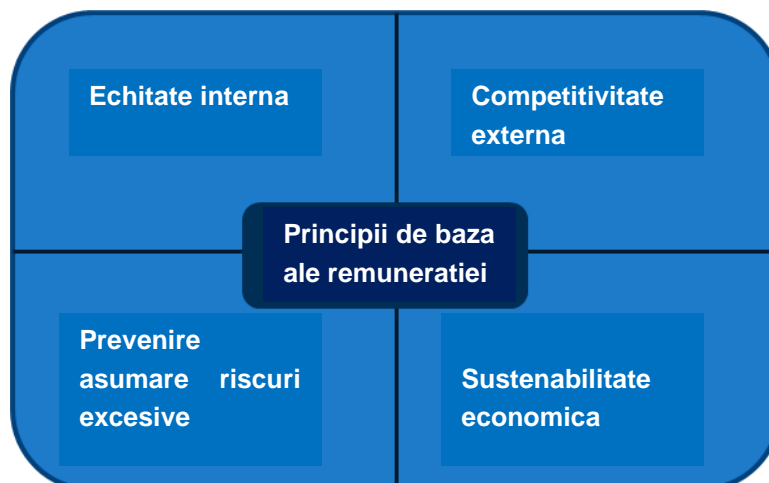 Echitate interna
Competitivitate
externa
Principii de baza
ale remuneratiei
Prevenire
asumare riscuri
excesive
Sustenabilitate
economica